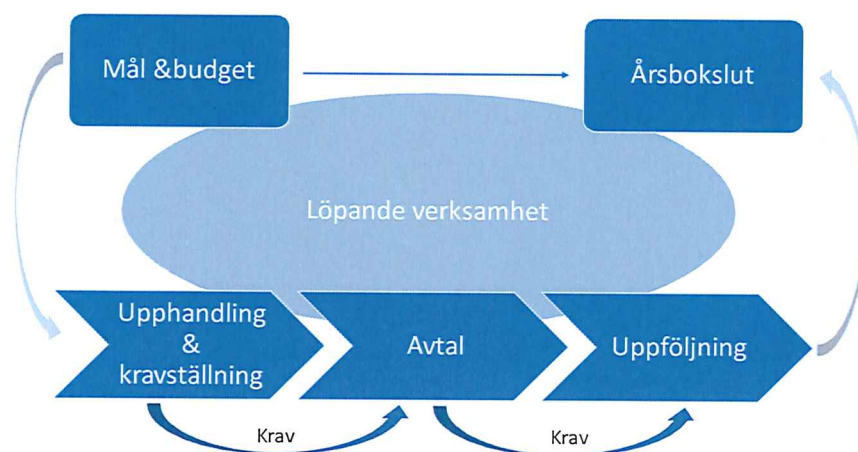 Mål &budget
Årsbokslut
Löpande verksamhet
Upphandling
&
kravställning
Avtal
Uppföljning
Krav
Krav